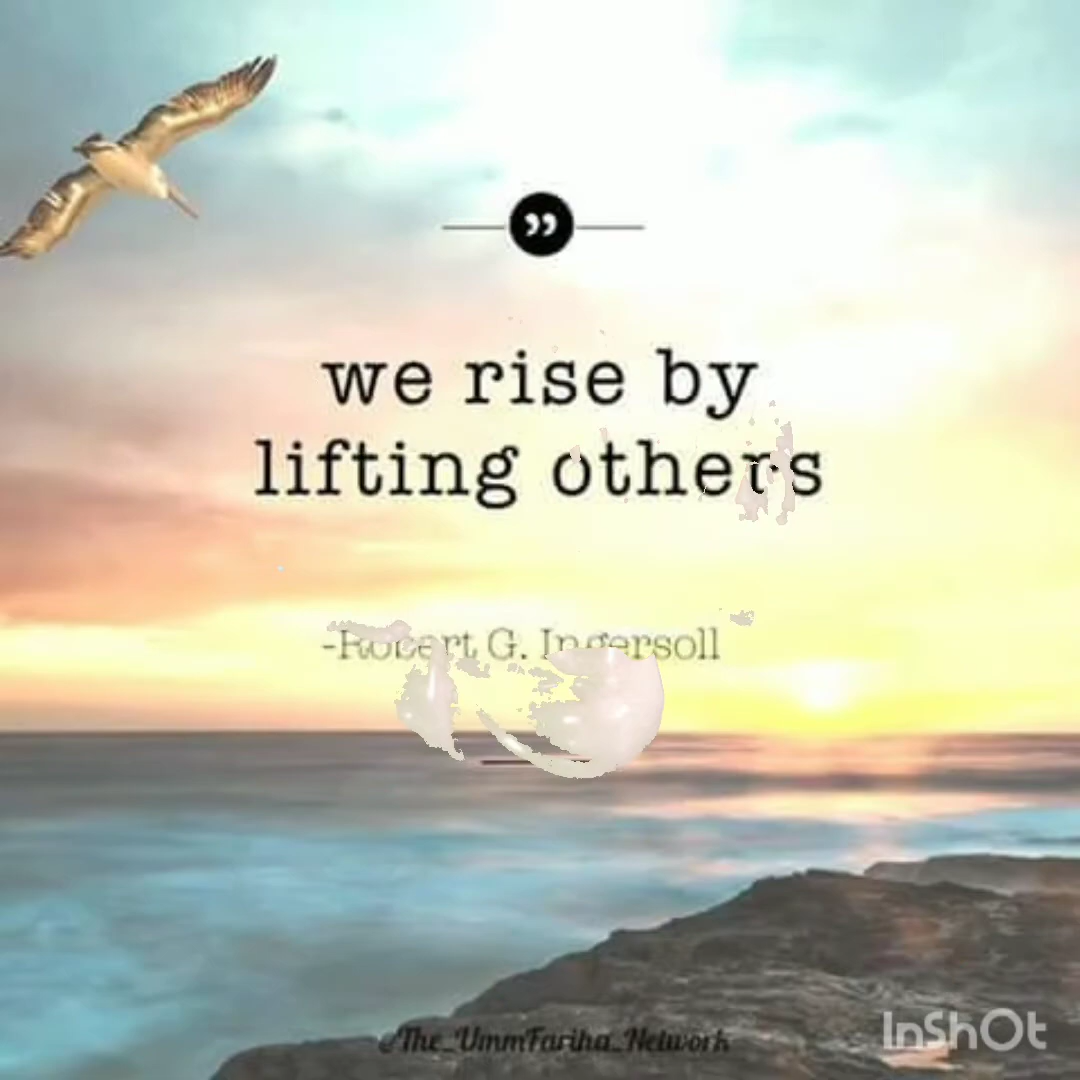 ”
we rise by
lifting others
-Robert G. Ingersoll
@The_UmmFariha_Network
InShOt